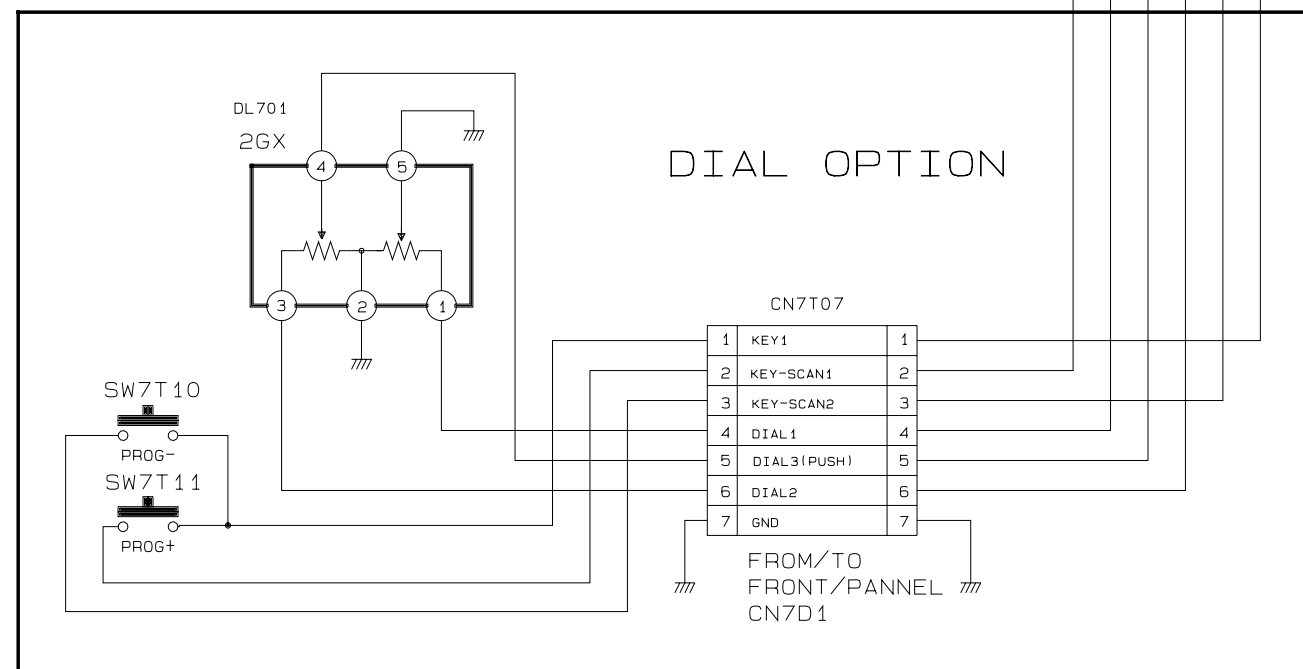 DL701
2GX
4 5
DIAL OPTION
3 2 1
CN7T07
1 KEY1 1
2 KEY-SCAN1 2
3 KEY-SCAN2 3
4 DIAL1 4
5 DIAL3(PUSH) 5
6 DIAL2 6
7 GND 7
SW7T10
PROG-
SW7T11
PROG+
FROM/TO
FRONT/PANNEL
CN7D1